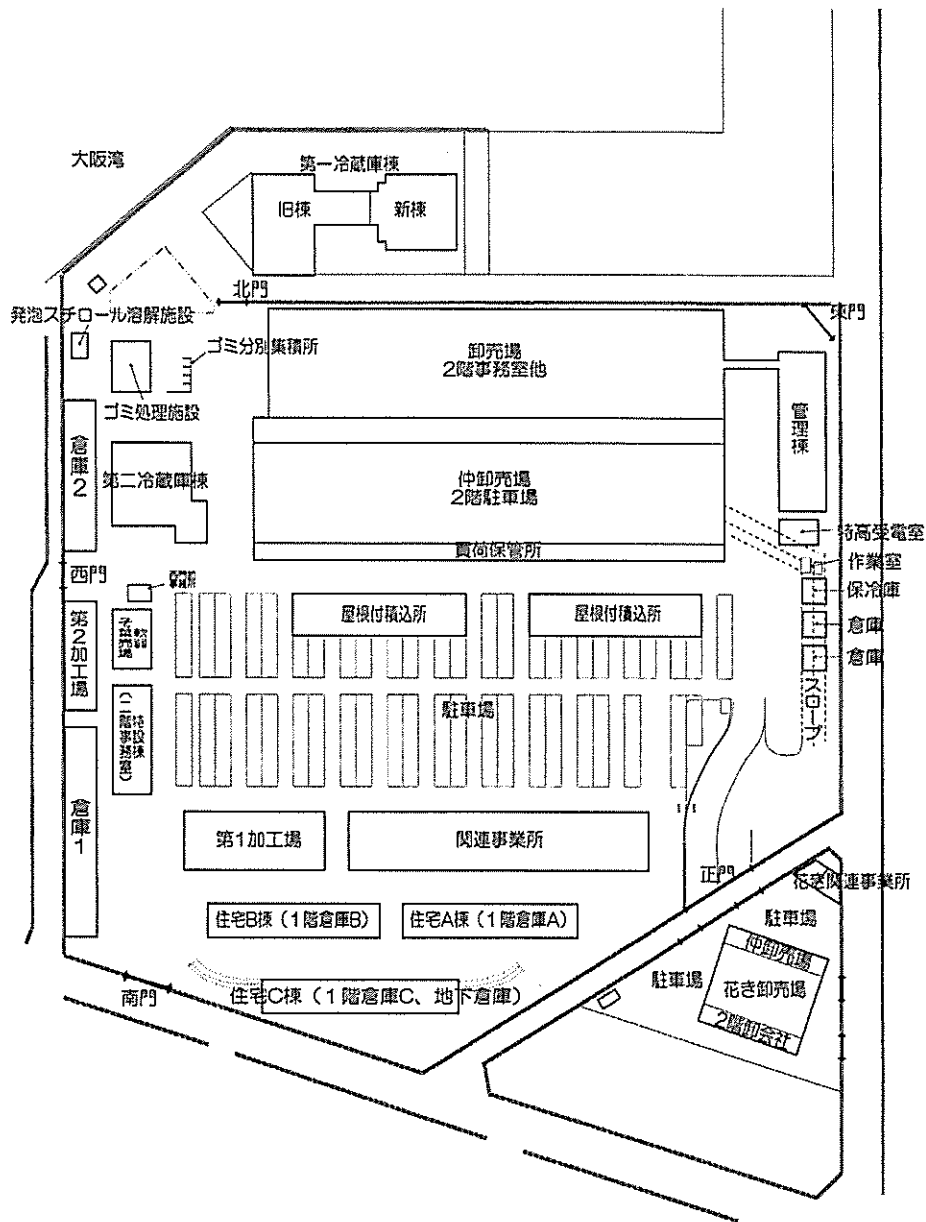 大阪湾
第一冷蔵庫棟
旧棟
新棟
北門
東門
発泡スチロール溶解施設
ゴミ分別集積所
卸売場
2階事務室他
ゴミ処理施設
管理棟
倉庫2
第二冷蔵庫棟
仲卸売場
2階駐車場
買荷保管所
特高受電室
作業室
保冷庫
倉庫
倉庫
スロープ
西門
第2加工場
屋根付積込所
屋根付積込所
駐車場
特設棟
(二階事務室)
倉庫1
第1加工場
関連事業所
正門
花き関連事業所
住宅B棟(1階倉庫B)
住宅A棟(1階倉庫A)
駐車場
仲卸売場
駐車場
花き卸売場
2階卸会社
南門
住宅C棟(1階倉庫C、地下倉庫)